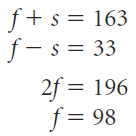 f + s = 163
f − s = 33
2f = 196
f = 98